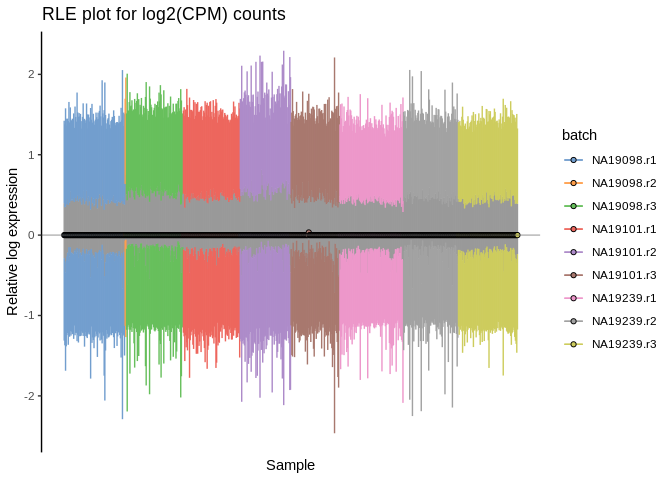 RLE plot for log2(CPM) counts
Relative log expression
2
1
0
-1
-2
Sample
batch
NA19098.r1
NA19098.r2
NA19098.r3
NA19101.r1
NA19101.r2
NA19101.r3
NA19239.r1
NA19239.r2
NA19239.r3